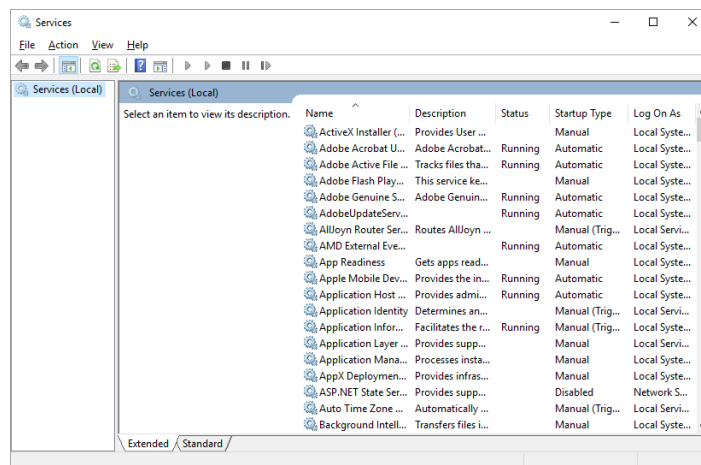 Services
File Action View Help
Services (Local)
Services (Local)
Select an item to view its description.
Name Description Status Startup Type Log On As
ActiveX Installer (... Provides User ... Manual Local Syste...
Adobe Acrobat U... Adobe Acrobat... Running Automatic Local Syste...
Adobe Active File ... Tracks files tha... Running Automatic Local Syste...
Adobe Flash Play... This service ke... Manual Local Syste...
Adobe Genuine S... Adobe Genuin... Running Automatic Local Syste...
AdobeUpdateServ... Running Automatic Local Syste...
AllJoyn Router Ser... Routes AllJoyn ... Manual (Trig... Local Servi...
AMD External Eve... Running Automatic Local Syste...
App Readiness Gets apps read... Manual Local Syste...
Apple Mobile Dev... Provides the in... Running Automatic Local Syste...
Application Host ... Provides admi... Running Automatic Local Syste...
Application Identity Determines an... Manual (Trig... Local Servi...
Application Infor... Facilitates the r... Running Manual (Trig... Local Syste...
Application Layer ... Provides supp... Manual Local Servi...
Application Mana... Processes insta... Manual Local Syste...
AppX Deploymen... Provides infras... Manual Local Syste...
ASP.NET State Ser... Provides supp... Disabled Network S...
Auto Time Zone ... Automatically ... Manual (Trig... Local Servi...
Background Intell... Transfers files i... Manual Local Syste...
Extended Standard